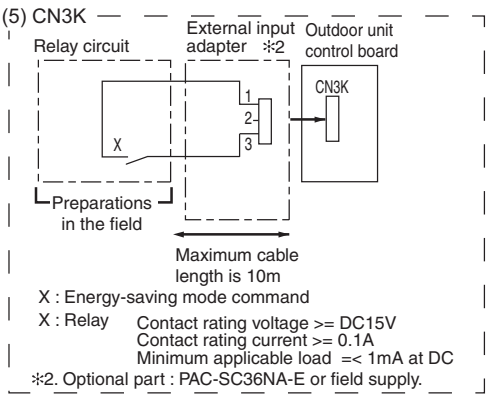 (5) CN3K
Relay circuit
External input
adapter ✻2
Outdoor unit
control board
CN3K
1
2
3
X
Preparations
in the field
Maximum cable
length is 10m
X : Energy-saving mode command
X : Relay Contact rating voltage >= DC15V
Contact rating current >= 0.1A
Minimum applicable load =< 1mA at DC
✻2. Optional part : PAC-SC36NA-E or field supply.